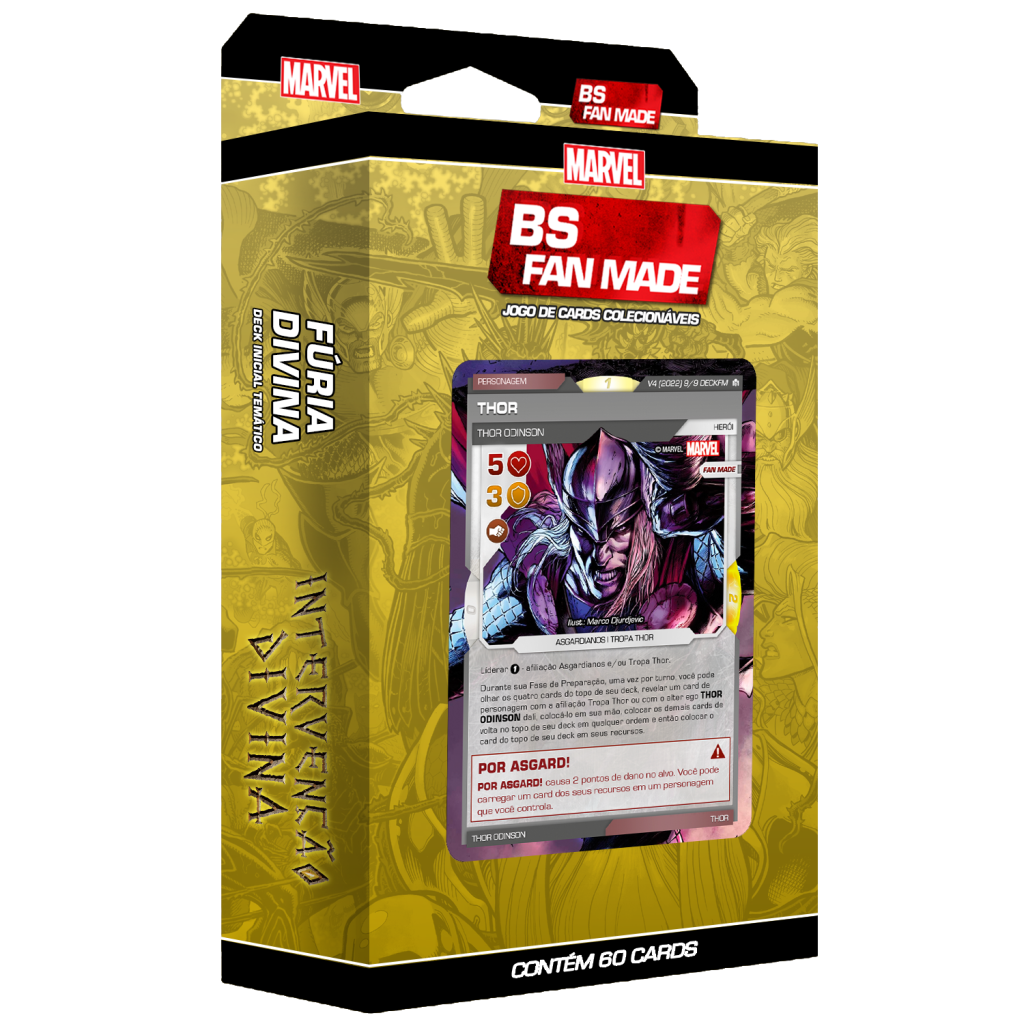 MARVEL
BS
FAN MADE
MARVEL
BS
FAN MADE
JOGO DE CARDS COLECIONÁVEIS
FÚRIA
DIVINA
DECK INICIAL TEMÁTICO
INTERVENÇÃO
DIVINA
PERSONAGEM
1
V4 (2022) 9/9 DECKFM
THOR
THOR ODINSON
HERÓI
© MARVEL MARVEL
FAN MADE
5
3
0
2
Ilust.: Marco Djurdjevic
ASGARDIANOS | TROPA THOR
Liderar 1 - afiliação Asgardianos e/ou Tropa Thor.
Durante sua Fase de Preparação, uma vez por turno, você pode
olhar os quatro cards do topo de seu deck, revelar um card de
personagem com a afiliação Tropa Thor ou com o alter ego THOR
ODINSON dali, colocá-lo em sua mão, colocar os demais cards de
volta no topo de seu deck em qualquer ordem e então colocar o
card do topo de seu deck em seus recursos.
POR ASGARD!
POR ASGARD! causa 2 pontos de dano no alvo. Você pode
carregar um card dos seus recursos em um personagem
que você controla.
THOR ODINSON
THOR
CONTÉM 60 CARDS